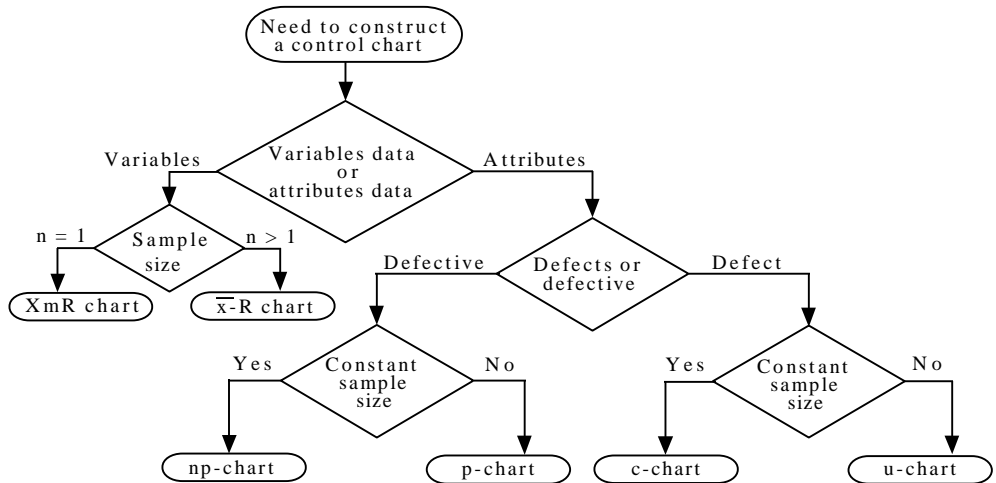 Need to construct
a control chart
Variables
Variables data
or
attributes data
Attributes
n = 1
Sample
size
n > 1
XmR chart
x̅-R chart
Defective
Defects or
defective
Defect
Yes
Constant
sample
size
No
Yes
Constant
sample
size
No
np-chart
p-chart
c-chart
u-chart